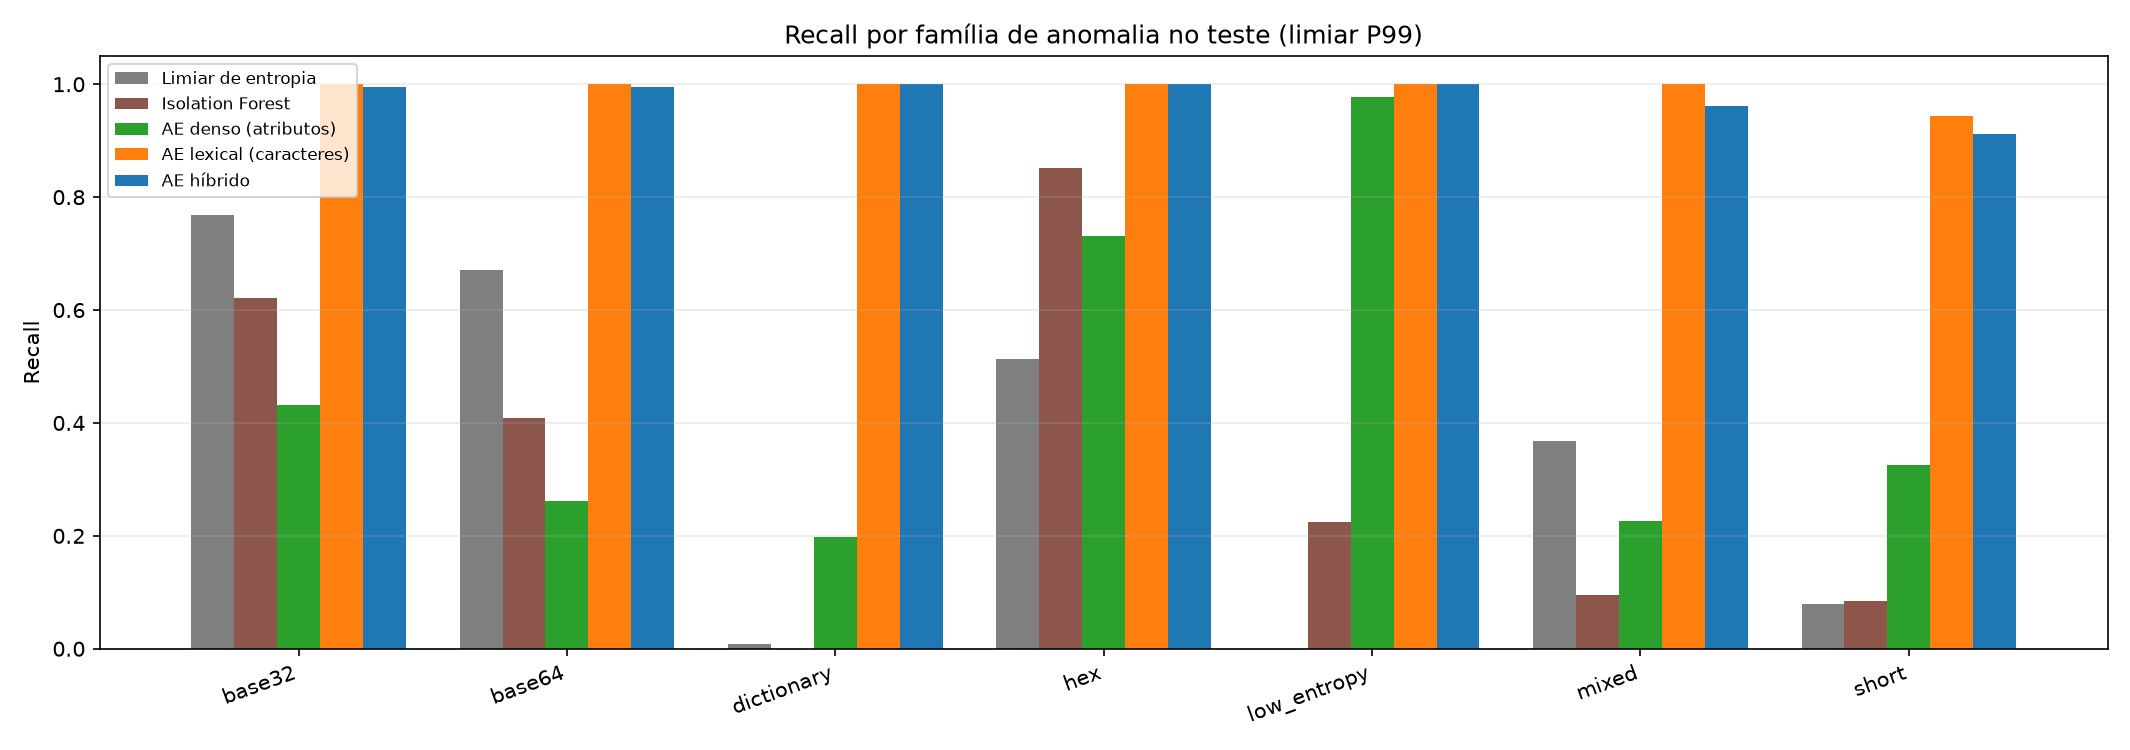 Recall por família de anomalia no teste (limiar P99)
Limiar de entropia
Isolation Forest
AE denso (atributos)
AE lexical (caracteres)
AE híbrido
Recall
1.0
0.8
0.6
0.4
0.2
0.0
base32
base64
dictionary
hex
low_entropy
mixed
short